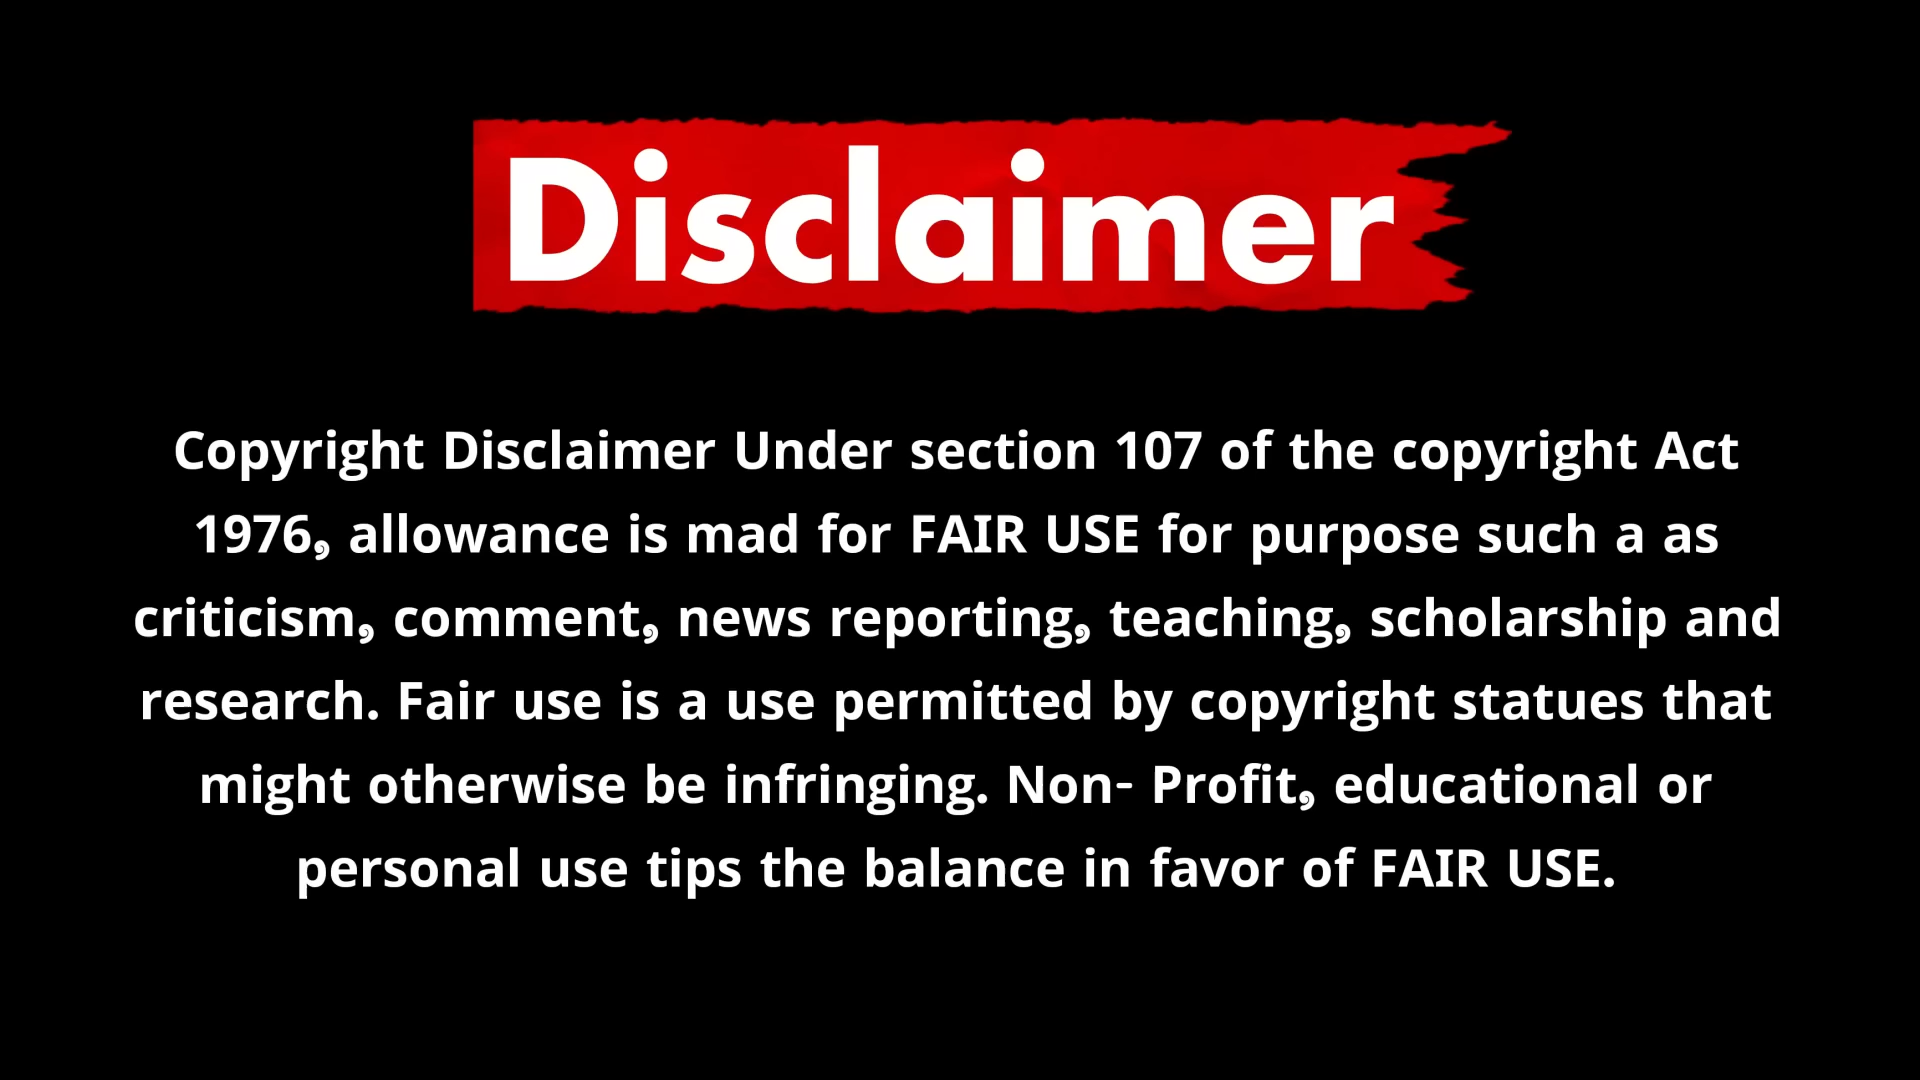 Disclaimer
Copyright Disclaimer Under section 107 of the copyright Act
1976, allowance is mad for FAIR USE for purpose such a as
criticism, comment, news reporting, teaching, scholarship and
research. Fair use is a use permitted by copyright statues that
might otherwise be infringing. Non- Profit, educational or
personal use tips the balance in favor of FAIR USE.